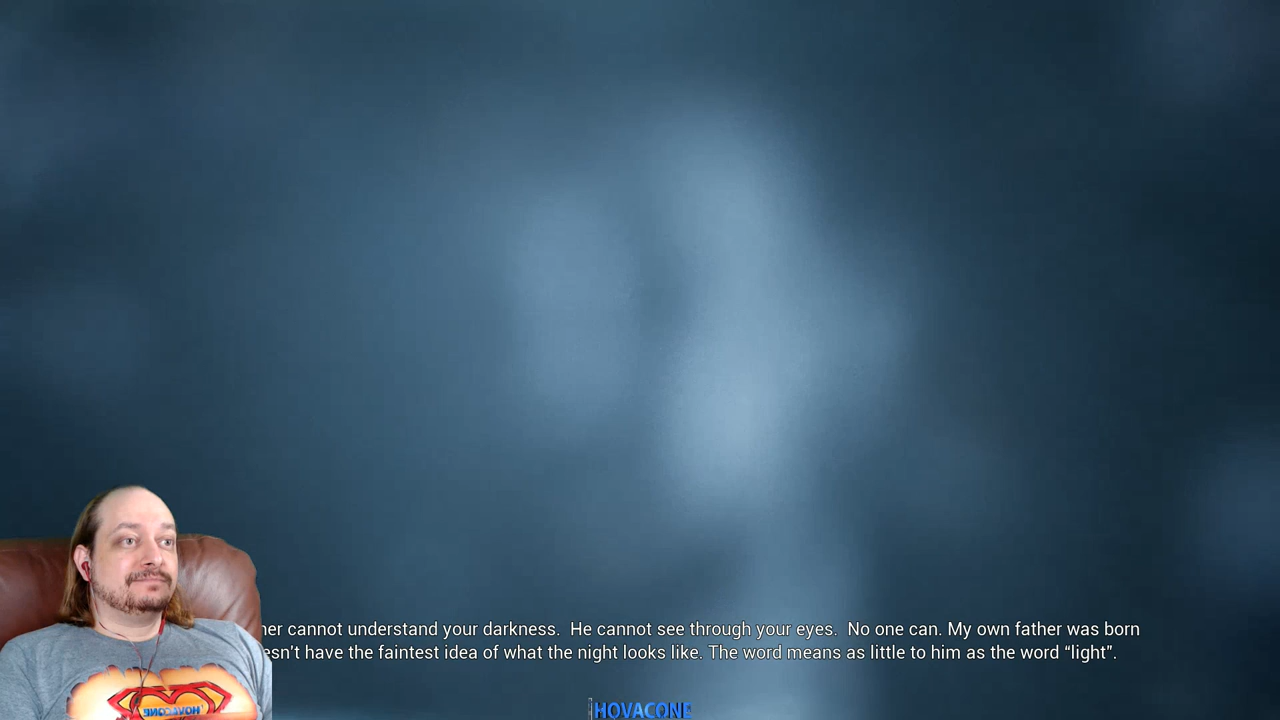 cannot understand your darkness.  He cannot see through your eyes.  No one can. My own father was born
have the faintest idea of what the night looks like. The word means as little to him as the word “light”.
HOVACONE
HOVACONE